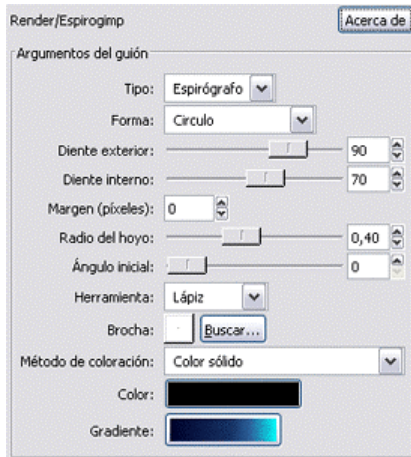 Render/Espirogimp Acerca de
Argumentos del guión
Tipo: Espirógrafo
Forma: Circulo
Diente exterior: 90
Diente interno: 70
Margen (píxeles): 0
Radio del hoyo: 0,40
Ángulo inicial: 0
Herramienta: Lápiz
Brocha: Buscar...
Método de coloración: Color sólido
Color:
Gradiente: